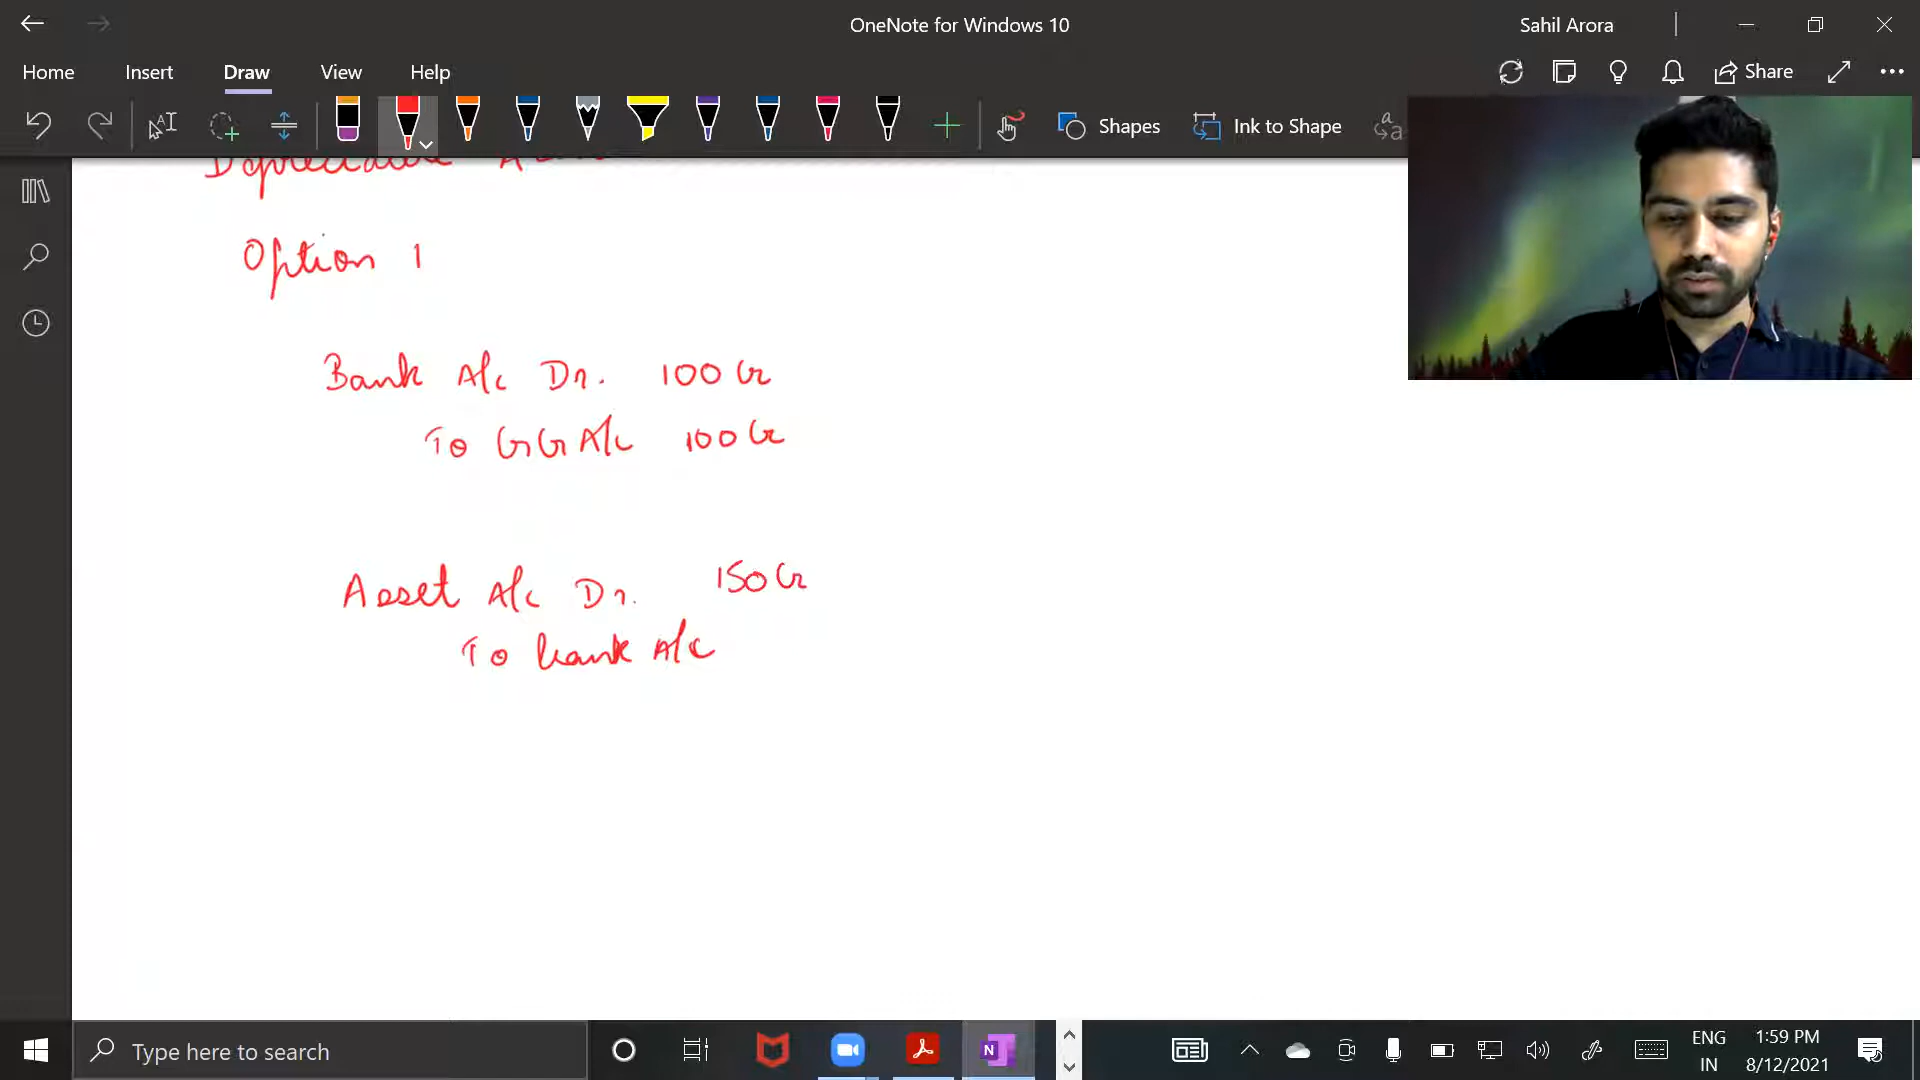 OneNote for Windows 10
Sahil Arora
Home Insert Draw View Help
Share
Shapes
Ink to Shape
Depreciable
Option 1
Bank A/c Dr. 100 Cr
To GG A/c 100 Cr
Asset A/c Dr. 150 Cr
To bank A/c
Type here to search
ENG
IN
1:59 PM
8/12/2021